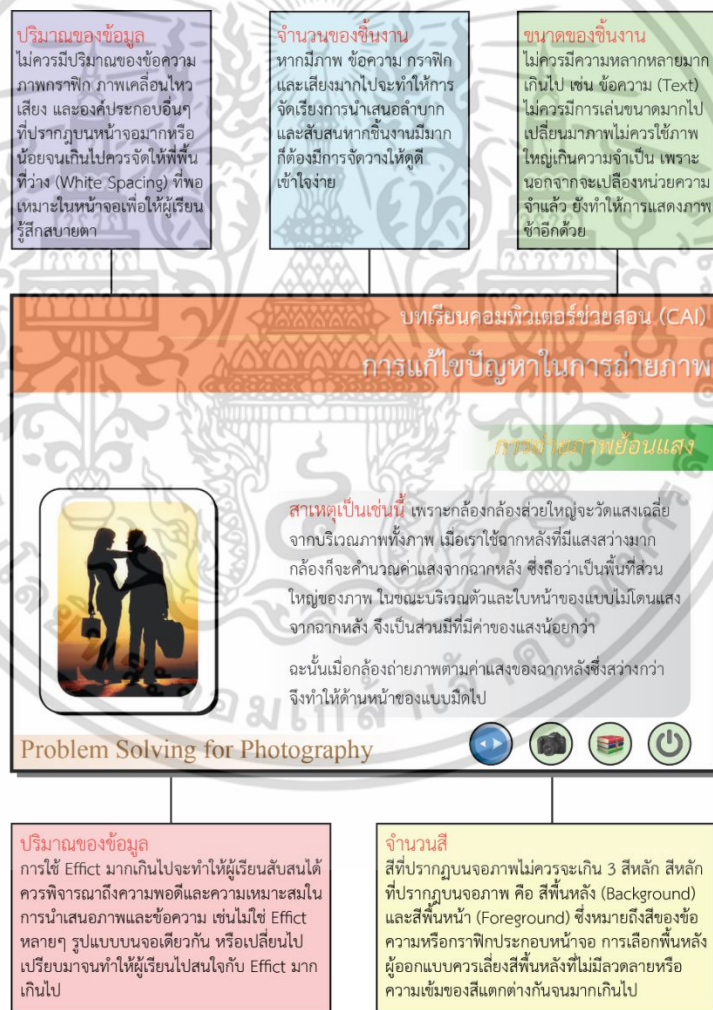 ปริมาณของข้อมูล
ไม่ควรมีปริมาณของข้อความ
ภาพกราฟิก ภาพเคลื่อนไหว
เสียง และองค์ประกอบอื่นๆ
ที่ปรากฏบนหน้าจอมากหรือ
น้อยจนเกินไปควรจัดให้พี่พื้น
ที่ว่าง (White Spacing) ที่พอ
เหมาะในหน้าจอเพื่อให้ผู้เรียน
รู้สึกสบายตา
จำนวนของชิ้นงาน
หากมีภาพ ข้อความ กราฟิก
และเสียงมากไปจะทำให้การ
จัดเรียงการนำเสนอลำบาก
และสับสนหากชิ้นงานมีมาก
ก็ต้องมีการจัดวางให้ดูดี
เข้าใจง่าย
ขนาดของชิ้นงาน
ไม่ควรมีความหลากหลายมาก
เกินไป เช่น ข้อความ (Text)
ไม่ควรมีการเล่นขนาดมากไป
เปลี่ยนมาภาพไม่ควรใช้ภาพ
ใหญ่เกินความจำเป็น เพราะ
นอกจากจะเปลืองหน่วยความ
จำแล้ว ยังทำให้การแสดงภาพ
ช้าอีกด้วย
บทเรียนคอมพิวเตอร์ช่วยสอน (CAI)
การแก้ไขปัญหาในการถ่ายภาพ
การถ่ายภาพย้อนแสง
สาเหตุเป็นเช่นนี้ เพราะกล้องกล้องส่วยใหญ่จะวัดแสงเฉลี่ย
จากบริเวณภาพทั้งภาพ เมื่อเราใช้ฉากหลังที่มีแสงสว่างมาก
กล้องก็จะคำนวณค่าแสงจากฉากหลัง ซึ่งถือว่าเป็นพื้นที่ส่วน
ใหญ่ของภาพ ในขณะบริเวณตัวและใบหน้าของแบบไม่โดนแสง
จากฉากหลัง จึงเป็นส่วนมีที่มีค่าของแสงน้อยกว่า
ฉะนั้นเมื่อกล้องถ่ายภาพตามค่าแสงของฉากหลังซึ่งสว่างกว่า
จึงทำให้ด้านหน้าของแบบมืดไป
Problem Solving for Photography
ปริมาณของข้อมูล
การใช้ Effict มากเกินไปจะทำให้ผู้เรียนสับสนได้
ควรพิจารณาถึงความพอดีและความเหมาะสมใน
การนำเสนอภาพและข้อความ เช่นไม่ใช่ Effict
หลายๆ รูปแบบบนจอเดียวกัน หรือเปลี่ยนไป
เปรียบมาจนทำให้ผู้เรียนไปสนใจกับ Effict มาก
เกินไป
จำนวนสี
สีที่ปรากฏบนจอภาพไม่ควรจะเกิน 3 สีหลัก สีหลัก
ที่ปรากฏบนจอภาพ คือ สีพื้นหลัง (Background)
และสีพื้นหน้า (Foreground) ซึ่งหมายถึงสีของข้อ
ความหรือกราฟิกประกอบหน้าจอ การเลือกพื้นหลัง
ผู้ออกแบบควรเลี่ยงสีพื้นหลังที่ไม่มีลวดลายหรือ
ความเข้มของสีแตกต่างกันจนมากเกินไป